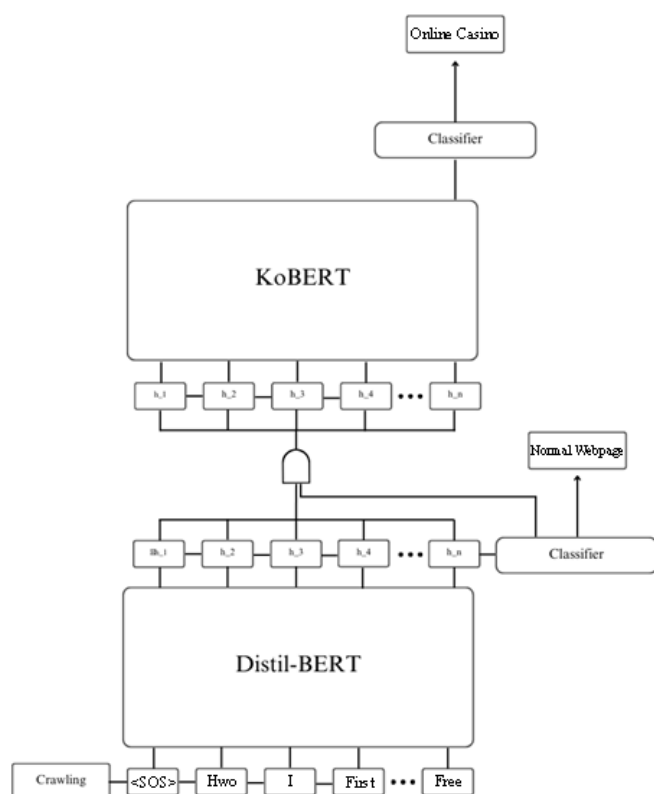 Online Casino
Classifier
KoBERT
h_1 h_2 h_3 h_4 ••• h_n
Normal Webpage
h_2 h_3 h_4 ••• h_n Classifier
Distil-BERT
Crawling <SOS> Hwo I First ••• Free